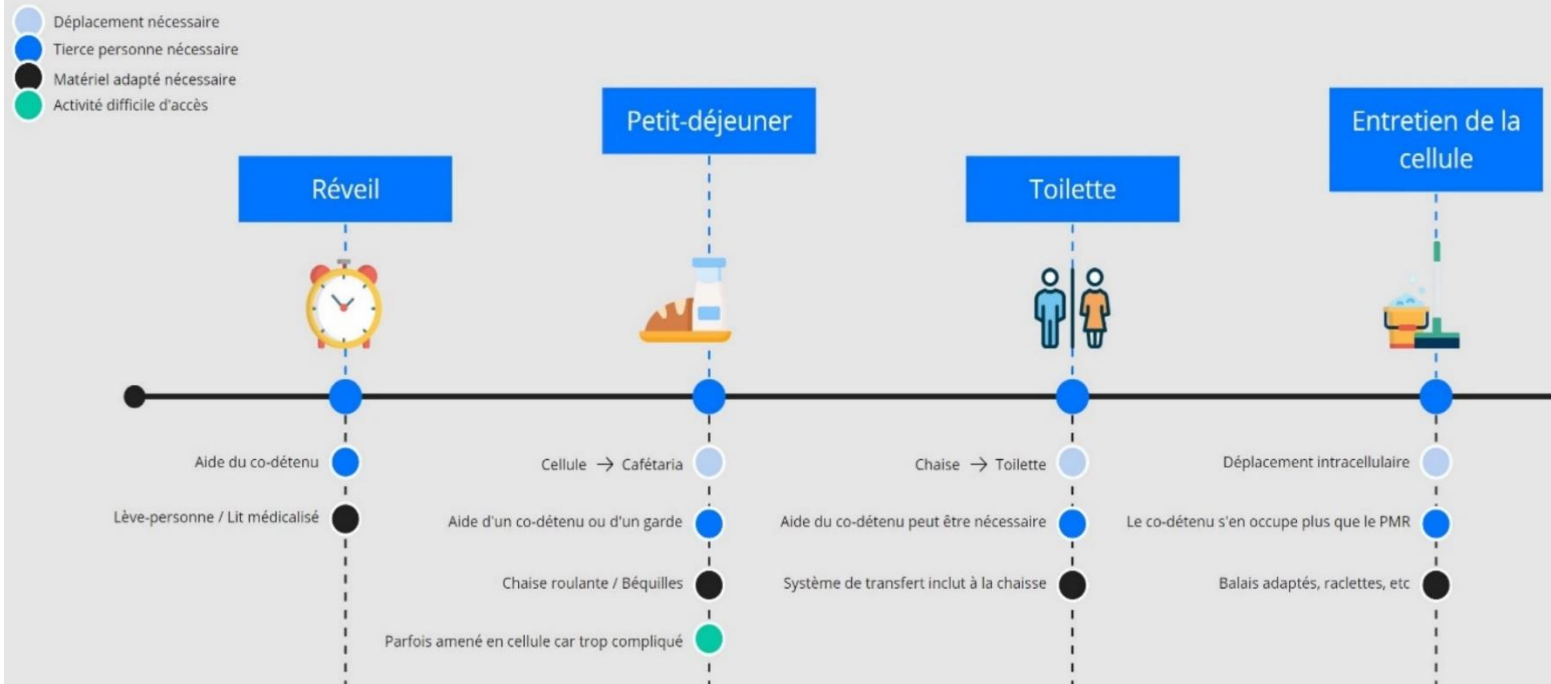 Déplacement nécessaire
Tierce personne nécessaire
Matériel adapté nécessaire
Activité difficile d'accès
Réveil
Aide du co-détenu
Lève-personne / Lit médicalisé
Petit-déjeuner
Cellule → Cafétaria
Aide d'un co-détenu ou d'un garde
Chaise roulante / Béquilles
Parfois amené en cellule car trop compliqué
Toilette
Chaise → Toilette
Aide du co-détenu peut être nécessaire
Système de transfert inclut à la chaisse
Entretien de la
cellule
Déplacement intracellulaire
Le co-détenu s'en occupe plus que le PMR
Balais adaptés, raclettes, etc